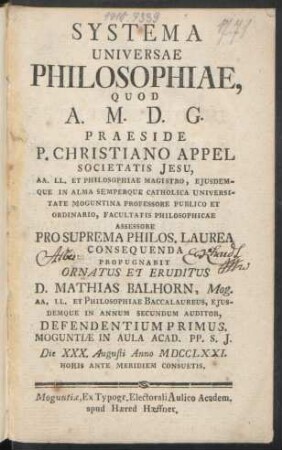 SYSTEMA
UNIVERSAE
PHILOSOPHIAE,
QUOD
A. M. D. G.
PRAESIDE
P. CHRISTIANO APPEL
SOCIETATIS JESU,
AA. LL. ET PHILOSOPHIAE MAGISTRO, EJUSDEM-
QUE IN ALMA SEMPERQUE CATHOLICA UNIVERSI-
TATE MOGUNTINA PROFESSORE PUBLICO ET
ORDINARIO, FACULTATIS PHILOSOPHICAE
ASSESSORE
PRO SUPREMA PHILOS. LAUREA
CONSEQUENDA
PROPUGNABIT
ORNATUS ET ERUDITUS
D. MATHIAS BALHORN, Mog.
AA, LL, ET PHILOSOPHIAE BACCALAUREUS, EJUS-
DEMQUE IN ANNUM SECUNDUM AUDITOR,
DEFENDENTIUM PRIMUS.
MOGUNTIÆ IN AULA ACAD. PP. S. J.
Die XXX. Augusti Anno MDCCLXXI.
HORIS ANTE MERIDIEM CONSUETIS.
Moguntiæ, Ex Typogr, Electorali Aulico Academ,
apud Hæred Hæffner,